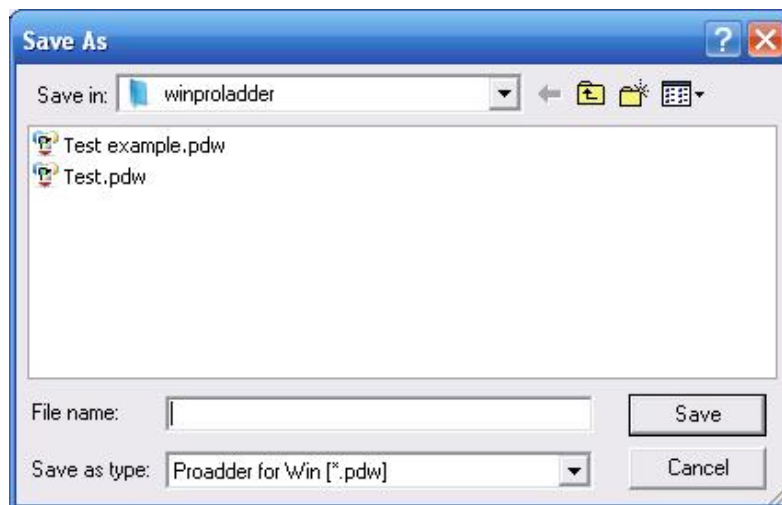 Save As
Save in: winproladder
Test example.pdw
Test.pdw
File name:
Save
Save as type: Proadder for Win [*.pdw]
Cancel